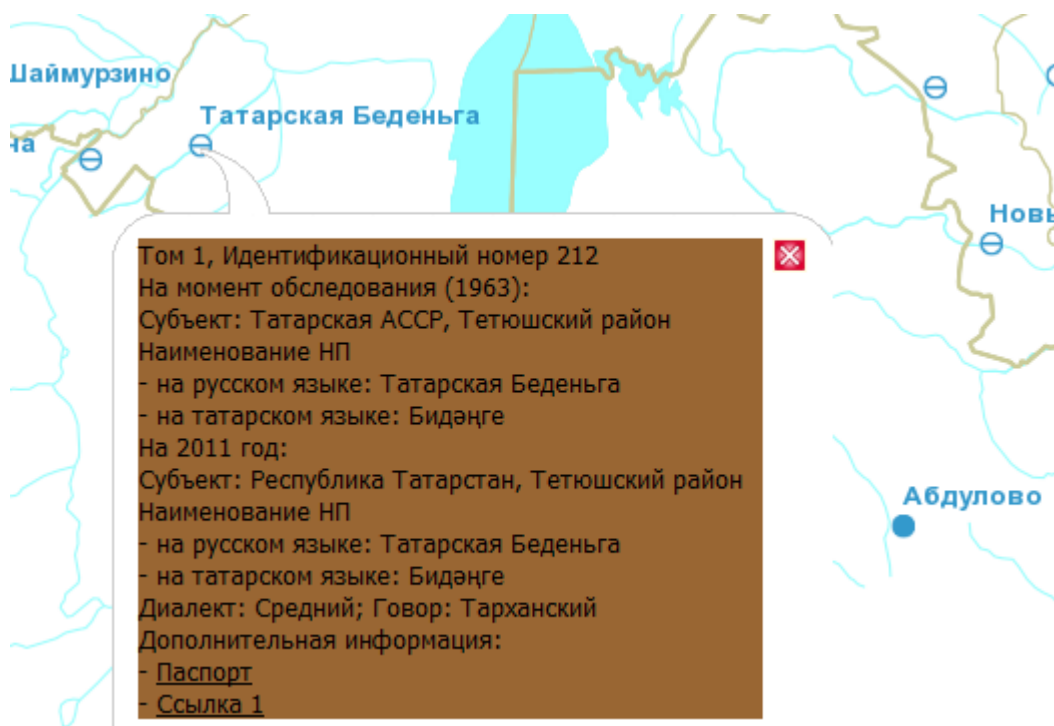 Шаймурзино
Татарская Беденьга
на
Новы
Том 1, Идентификационный номер 212
На момент обследования (1963):
Субъект: Татарская АССР, Тетюшский район
Наименование НП
- на русском языке: Татарская Беденьга
- на татарском языке: Бидәңге
На 2011 год:
Субъект: Республика Татарстан, Тетюшский район
Наименование НП
- на русском языке: Татарская Беденьга
- на татарском языке: Бидәңге
Диалект: Средний; Говор: Тарханский
Дополнительная информация:
- Паспорт
- Ссылка 1
Абдулово